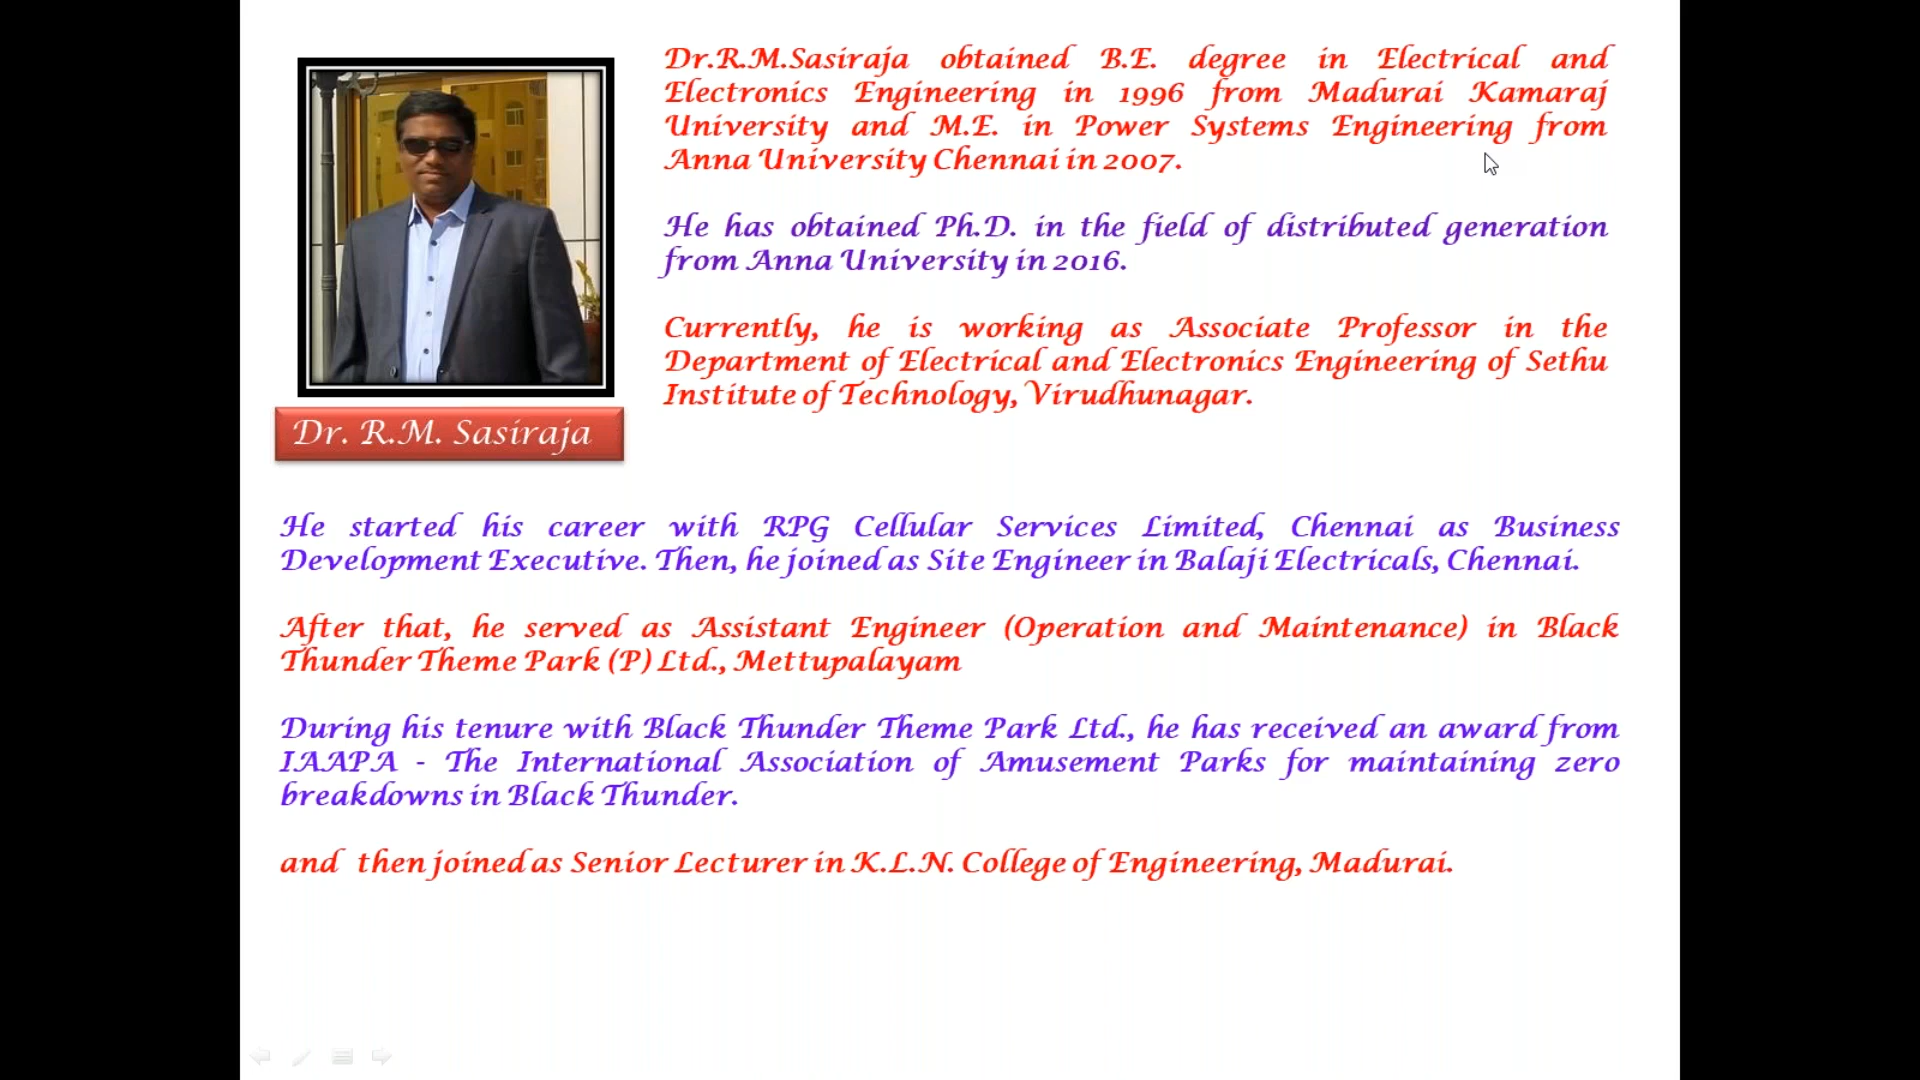 Dr.R.M.Sasiraja obtained B.E. degree in Electrical and
Electronics Engineering in 1996 from Madurai Kamaraj
University and M.E. in Power Systems Engineering from
Anna University Chennai in 2007.
He has obtained Ph.D. in the field of distributed generation
from Anna University in 2016.
Currently, he is working as Associate Professor in the
Department of Electrical and Electronics Engineering of Sethu
Institute of Technology, Virudhunagar.
Dr. R.M. Sasiraja
He started his career with RPG Cellular Services Limited, Chennai as Business
Development Executive. Then, he joined as Site Engineer in Balaji Electricals, Chennai.
After that, he served as Assistant Engineer (Operation and Maintenance) in Black
Thunder Theme Park (P) Ltd., Mettupalayam
During his tenure with Black Thunder Theme Park Ltd., he has received an award from
IAAPA - The International Association of Amusement Parks for maintaining zero
breakdowns in Black Thunder.
and then joined as Senior Lecturer in K.L.N. College of Engineering, Madurai.